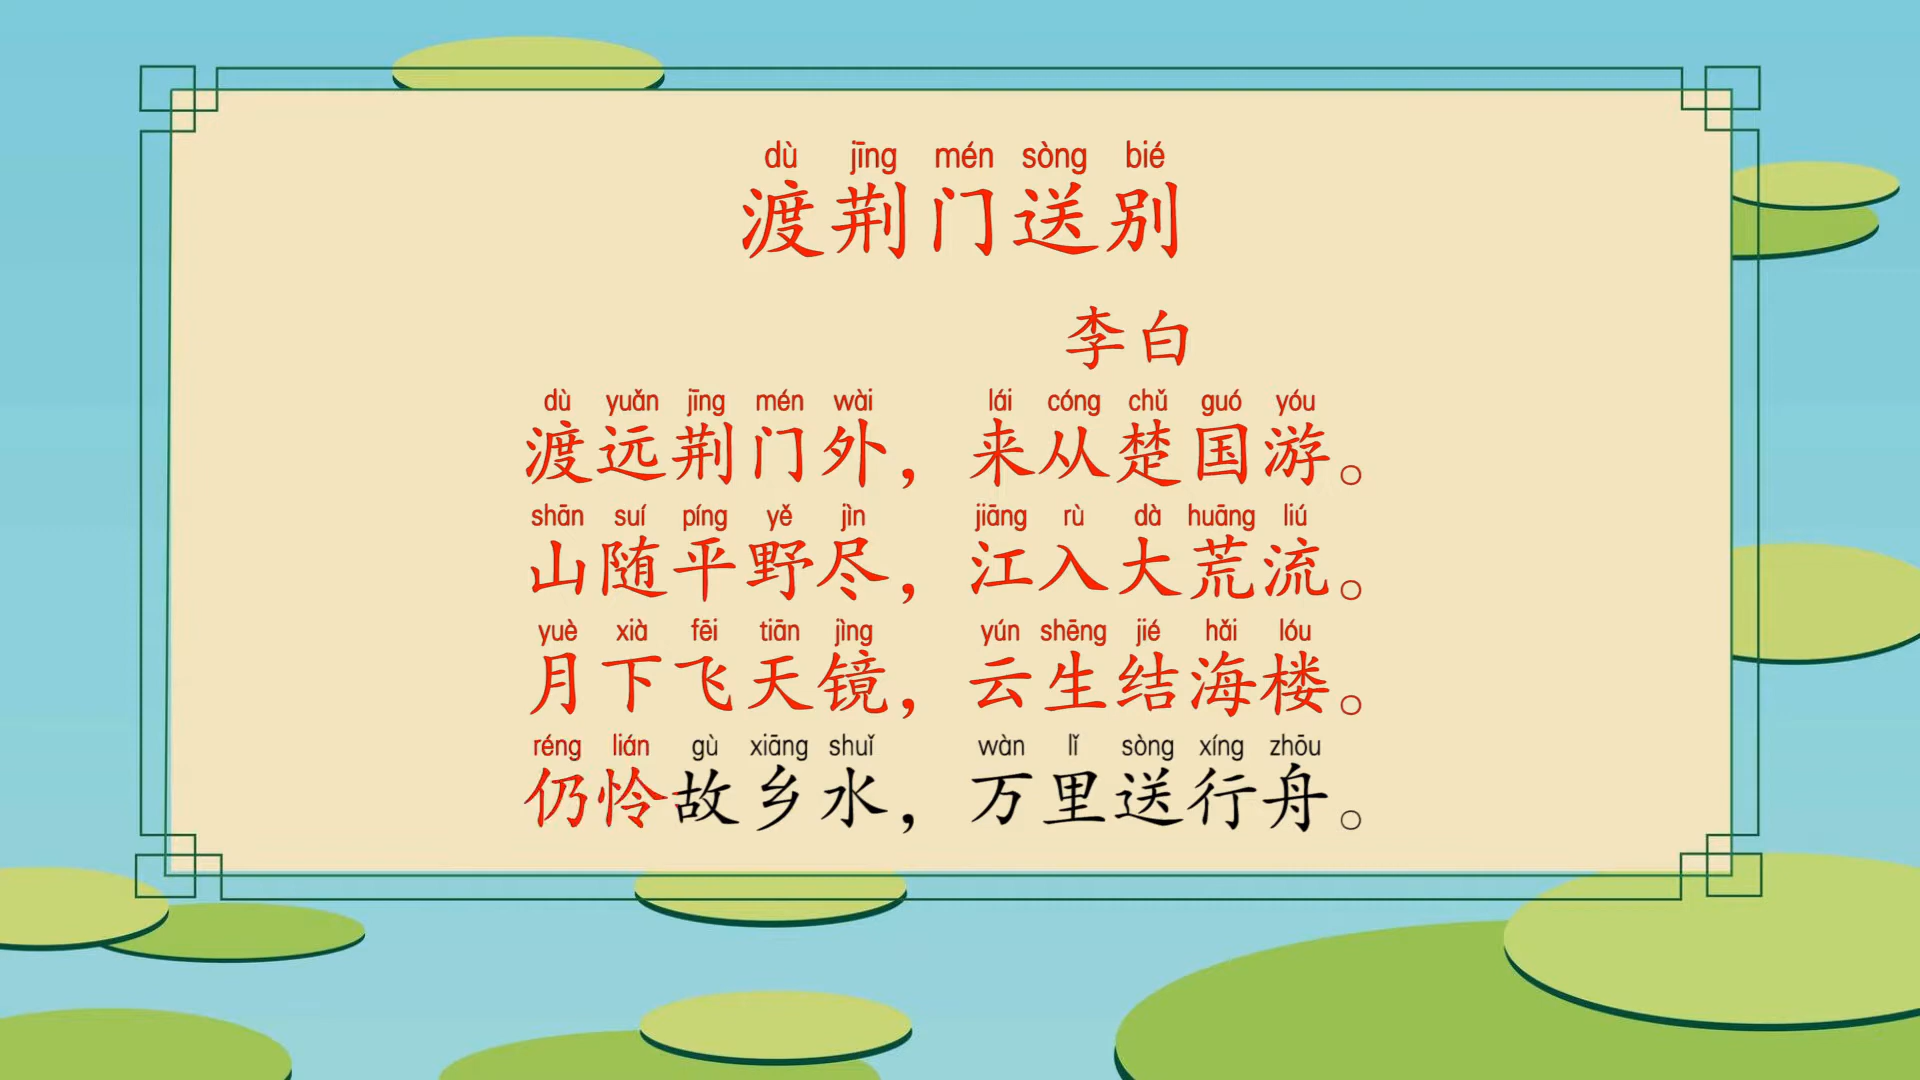 dù jīng mén sòng bié
渡荆门送别
李白
dù yuǎn jīng mén wài lái cóng chǔ guó yóu
渡远荆门外，来从楚国游。
shān suí píng yě jìn jiāng rù dà huāng liú
山随平野尽，江入大荒流。
yuè xià fēi tiān jìng yún shēng jié hǎi lóu
月下飞天镜，云生结海楼。
réng lián gù xiāng shuǐ wàn lǐ sòng xíng zhōu
仍怜故乡水，万里送行舟。